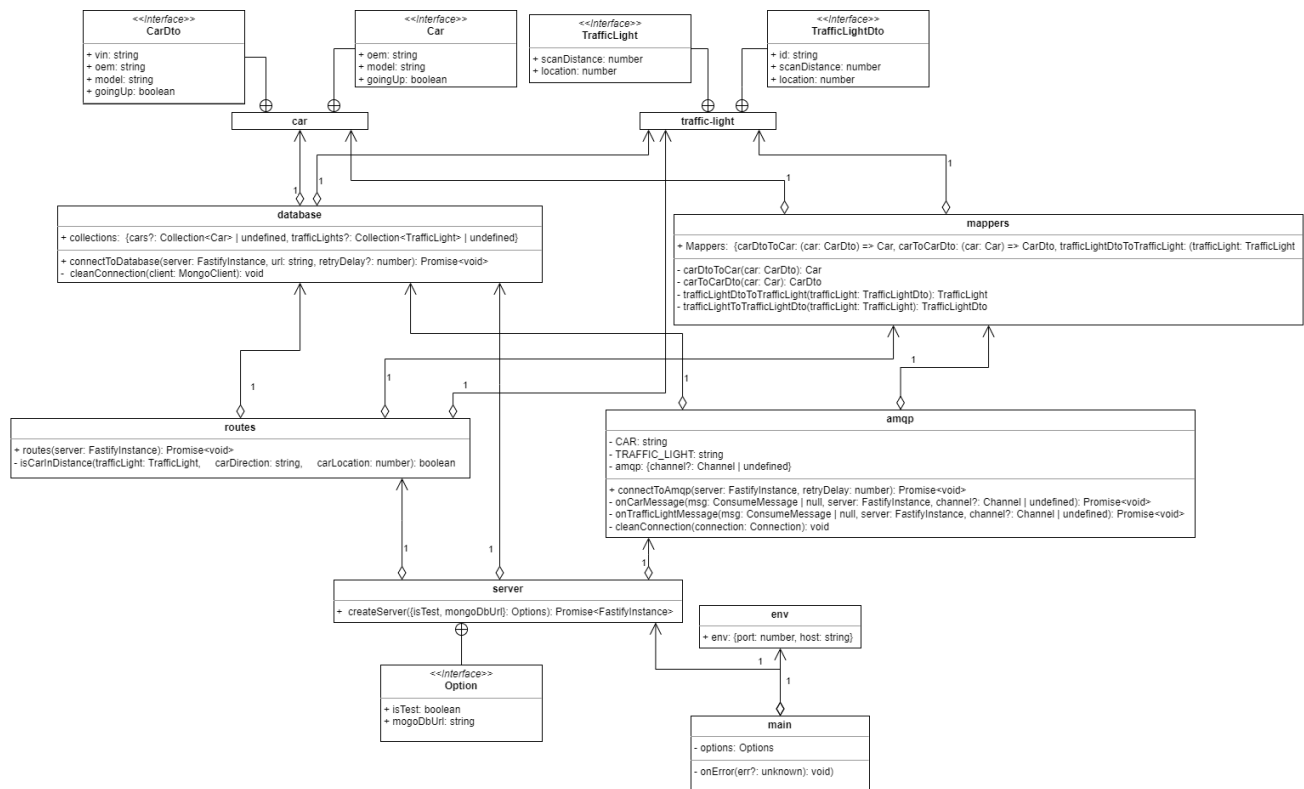 <<Interface>>
CarDto
+ vin: string
+ oem: string
+ model: string
+ goingUp: boolean
<<Interface>>
Car
+ oem: string
+ model: string
+ goingUp: boolean
<<Interface>>
TrafficLight
+ scanDistance: number
+ location: number
<<Interface>>
TrafficLightDto
+ id: string
+ scanDistance: number
+ location: number
car
traffic-light
1
1
1
1
database
+ collections: {cars?: Collection<Car> | undefined, trafficLights?: Collection<TrafficLight> | undefined}
+ connectToDatabase(server: FastifyInstance, url: string, retryDelay?: number): Promise<void>
- cleanConnection(client: MongoClient): void
mappers
+ Mappers: {carDtoToCar: (car: CarDto) => Car, carToCarDto: (car: Car) => CarDto, trafficLightDtoToTrafficLight: (trafficLight: TrafficLight
- carDtoToCar(car: CarDto): Car
- carToCarDto(car: Car): CarDto
- trafficLightDtoToTrafficLight(trafficLight: TrafficLightDto): TrafficLight
- trafficLightToTrafficLightDto(trafficLight: TrafficLight): TrafficLightDto
1
1
1
1
1
routes
+ routes(server: FastifyInstance): Promise<void>
- isCarInDistance(trafficLight: TrafficLight, carDirection: string, carLocation: number): boolean
amqp
- CAR: string
- TRAFFIC_LIGHT: string
- amqp: {channel?: Channel | undefined}
+ connectToAmqp(server: FastifyInstance, retryDelay: number): Promise<void>
- onCarMessage(msg: ConsumeMessage | null, server: FastifyInstance, channel?: Channel | undefined): Promise<void>
- onTrafficLightMessage(msg: ConsumeMessage | null, server: FastifyInstance, channel?: Channel | undefined): Promise<void>
- cleanConnection(connection: Connection): void
1
1
1
server
+ createServer({isTest, mongoDbUrl}: Options): Promise<FastifyInstance>
env
+ env: {port: number, host: string}
<<Interface>>
Option
+ isTest: boolean
+ mogoDbUrl: string
1
1
main
- options: Options
- onError(err?: unknown): void)